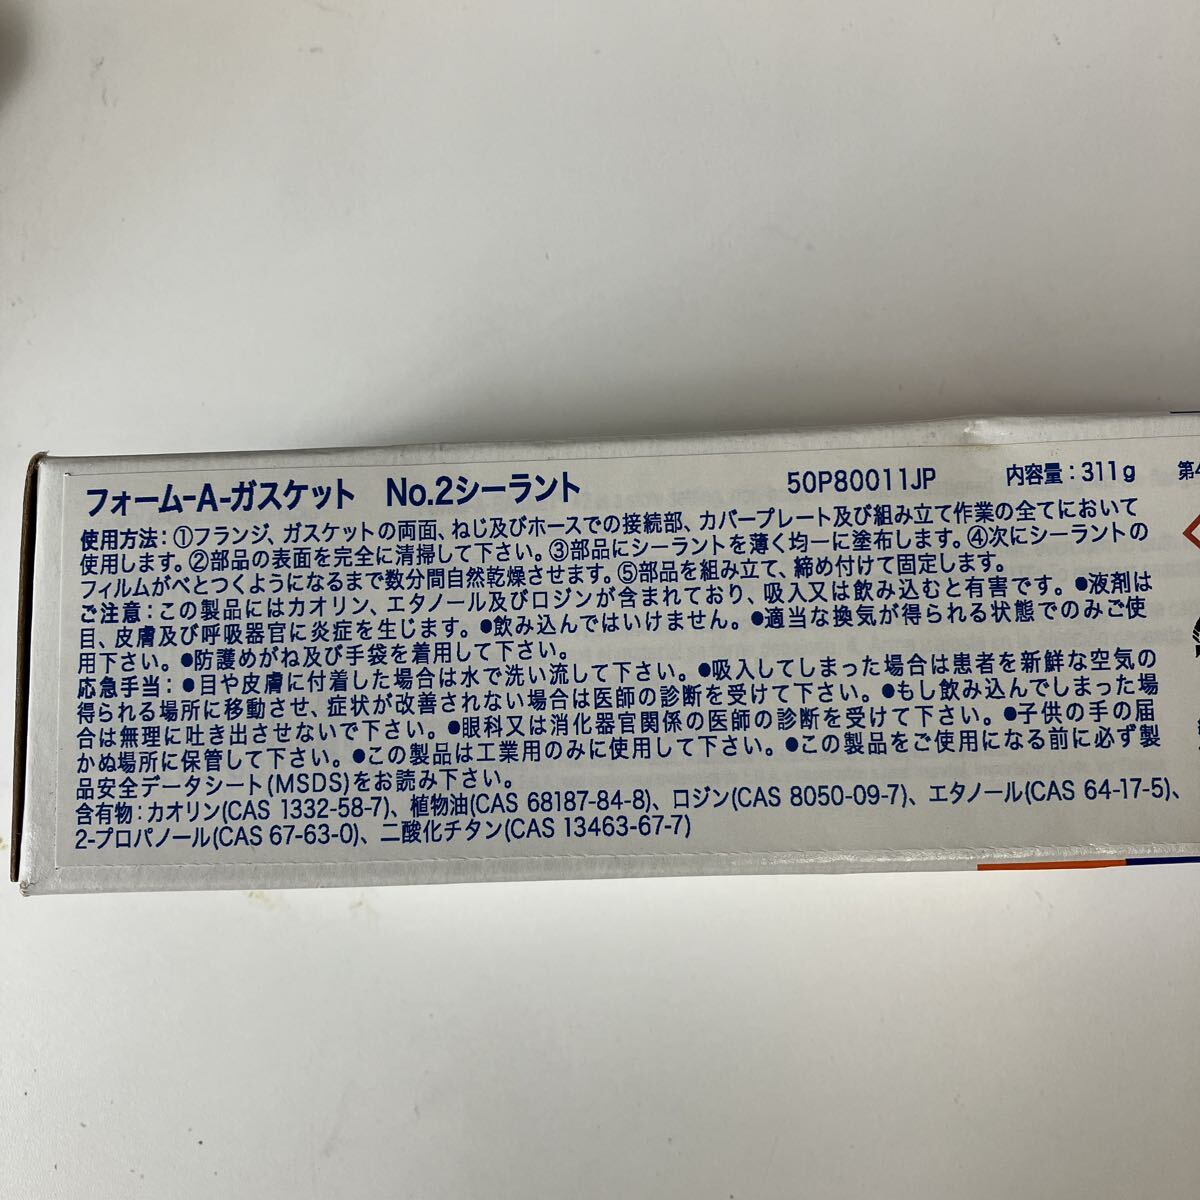 フォーム-A-ガスケット No.2シーラント 50P80011JP 内容量：311g 第4
使用方法：①フランジ、ガスケットの両面、ねじ及びホースでの接続部、カバープレート及び組み立て作業の全てにおいて
使用します。②部品の表面を完全に清掃して下さい。③部品にシーラントを薄く均一に塗布します。④次にシーラントの
フィルムがべとつくようになるまで数分間自然乾燥させます。⑤部品を組み立て、締め付けて固定します。
ご注意：この製品にはカオリン、エタノール及びロジンが含まれており、吸入又は飲み込むと有害です。●液剤は
目、皮膚及び呼吸器官に炎症を生じます。●飲み込んではいけません。●適当な換気が得られる状態でのみご使
用下さい。●防護めがね及び手袋を着用して下さい。
応急手当：●目や皮膚に付着した場合は水で洗い流して下さい。●吸入してしまった場合は患者を新鮮な空気の
得られる場所に移動させ、症状が改善されない場合は医師の診断を受けて下さい。●もし飲み込んでしまった場
合は無理に吐き出させないで下さい。●眼科又は消化器官関係の医師の診断を受けて下さい。●子供の手の届
かぬ場所に保管して下さい。●この製品は工業用のみに使用して下さい。●この製品をご使用になる前に必ず製
品安全データシート(MSDS)をお読み下さい。
含有物：カオリン(CAS 1332-58-7)、植物油(CAS 68187-84-8)、ロジン(CAS 8050-09-7)、エタノール(CAS 64-17-5)、
2-プロパノール(CAS 67-63-0)、二酸化チタン(CAS 13463-67-7)